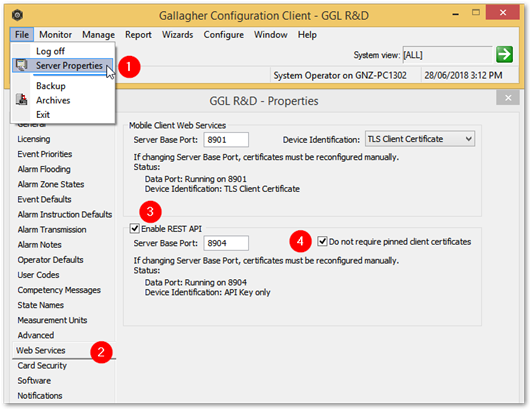 Gallagher Configuration Client - GGL R&D
File Monitor Manage Report Wizards Configure Window Help
Log off
Server Properties
1
Backup
Archives
Exit
System view: [ALL]
System Operator on GNZ-PC1302 28/06/2018 3:12 PM
GGL R&D - Properties
General
Licensing
Event Priorities
Alarm Flooding
Alarm Zone States
Event Defaults
Alarm Instruction Defaults
Alarm Transmission
Alarm Notes
Operator Defaults
User Codes
Competency Messages
State Names
Measurement Units
Advanced
Web Services
2
Card Security
Software
Notifications
Mobile Client Web Services
Server Base Port: 8901 Device Identification: TLS Client Certificate
If changing Server Base Port, certificates must be reconfigured manually.
Status:
Data Port: Running on 8901
Device Identification: TLS Client Certificate
3
Enable REST API
Server Base Port: 8904
4
Do not require pinned client certificates
If changing Server Base Port, certificates must be reconfigured manually.
Status:
Data Port: Running on 8904
Device Identification: API Key only